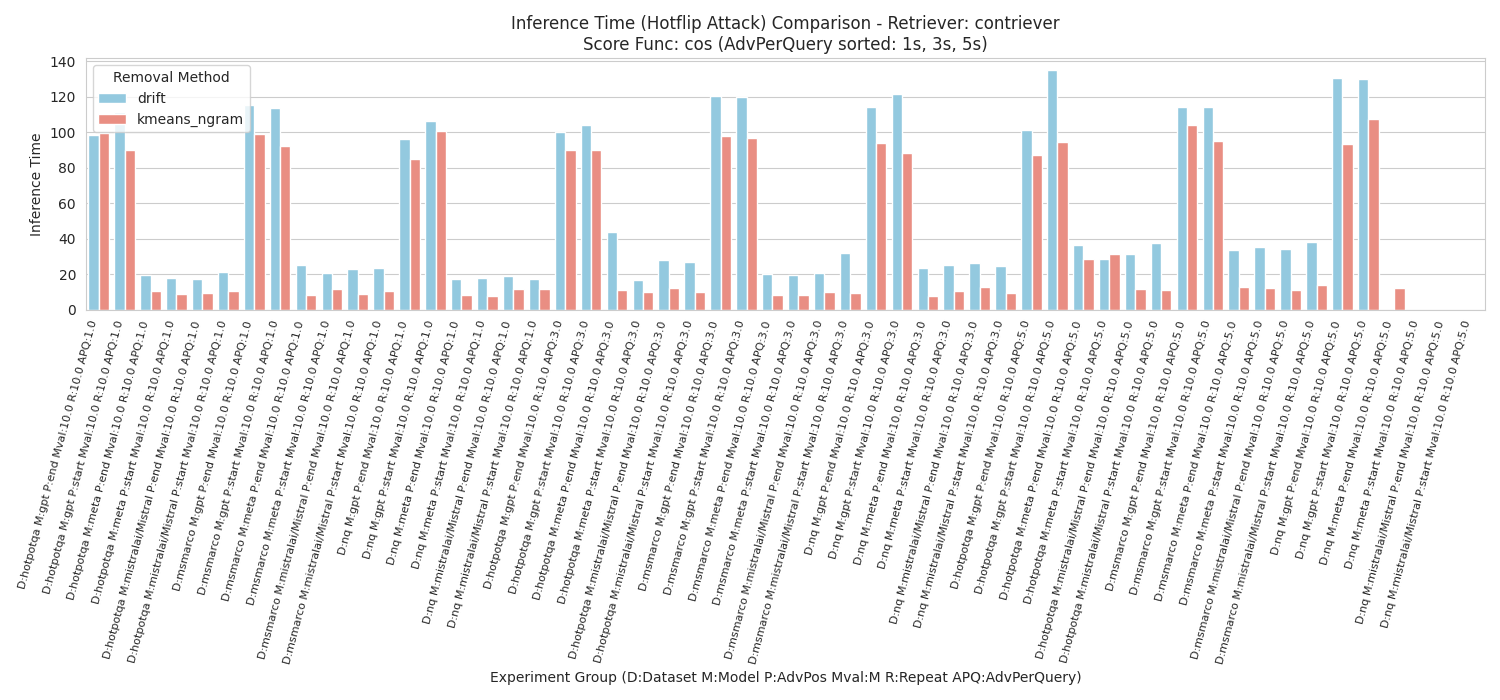 Inference Time (Hotflip Attack) Comparison - Retriever: contriever
Score Func: cos (AdvPerQuery sorted: 1s, 3s, 5s)
Removal Method
drift
kmeans_ngram
Inference Time
140
120
100
80
60
40
20
0
D:hotpotqa M:gpt P:end Mval:10.0 R:10.0 APQ:1.0
D:hotpotqa M:gpt P:start Mval:10.0 R:10.0 APQ:1.0
D:hotpotqa M:meta P:end Mval:10.0 R:10.0 APQ:1.0
D:hotpotqa M:meta P:start Mval:10.0 R:10.0 APQ:1.0
D:hotpotqa M:mistralai/Mistral P:end Mval:10.0 R:10.0 APQ:1.0
D:hotpotqa M:mistralai/Mistral P:start Mval:10.0 R:10.0 APQ:1.0
D:msmarco M:gpt P:end Mval:10.0 R:10.0 APQ:1.0
D:msmarco M:gpt P:start Mval:10.0 R:10.0 APQ:1.0
D:msmarco M:meta P:end Mval:10.0 R:10.0 APQ:1.0
D:msmarco M:meta P:start Mval:10.0 R:10.0 APQ:1.0
D:msmarco M:mistralai/Mistral P:end Mval:10.0 R:10.0 APQ:1.0
D:msmarco M:mistralai/Mistral P:start Mval:10.0 R:10.0 APQ:1.0
D:nq M:gpt P:end Mval:10.0 R:10.0 APQ:1.0
D:nq M:gpt P:start Mval:10.0 R:10.0 APQ:1.0
D:nq M:meta P:end Mval:10.0 R:10.0 APQ:1.0
D:nq M:meta P:start Mval:10.0 R:10.0 APQ:1.0
D:nq M:mistralai/Mistral P:end Mval:10.0 R:10.0 APQ:1.0
D:nq M:mistralai/Mistral P:start Mval:10.0 R:10.0 APQ:1.0
D:hotpotqa M:gpt P:end Mval:10.0 R:10.0 APQ:3.0
D:hotpotqa M:gpt P:start Mval:10.0 R:10.0 APQ:3.0
D:hotpotqa M:meta P:end Mval:10.0 R:10.0 APQ:3.0
D:hotpotqa M:meta P:start Mval:10.0 R:10.0 APQ:3.0
D:hotpotqa M:mistralai/Mistral P:end Mval:10.0 R:10.0 APQ:3.0
D:hotpotqa M:mistralai/Mistral P:start Mval:10.0 R:10.0 APQ:3.0
D:msmarco M:gpt P:end Mval:10.0 R:10.0 APQ:3.0
D:msmarco M:gpt P:start Mval:10.0 R:10.0 APQ:3.0
D:msmarco M:meta P:end Mval:10.0 R:10.0 APQ:3.0
D:msmarco M:meta P:start Mval:10.0 R:10.0 APQ:3.0
D:msmarco M:mistralai/Mistral P:end Mval:10.0 R:10.0 APQ:3.0
D:msmarco M:mistralai/Mistral P:start Mval:10.0 R:10.0 APQ:3.0
D:nq M:gpt P:end Mval:10.0 R:10.0 APQ:3.0
D:nq M:gpt P:start Mval:10.0 R:10.0 APQ:3.0
D:nq M:meta P:end Mval:10.0 R:10.0 APQ:3.0
D:nq M:meta P:start Mval:10.0 R:10.0 APQ:3.0
D:nq M:mistralai/Mistral P:end Mval:10.0 R:10.0 APQ:3.0
D:nq M:mistralai/Mistral P:start Mval:10.0 R:10.0 APQ:3.0
D:hotpotqa M:gpt P:end Mval:10.0 R:10.0 APQ:5.0
D:hotpotqa M:gpt P:start Mval:10.0 R:10.0 APQ:5.0
D:hotpotqa M:meta P:end Mval:10.0 R:10.0 APQ:5.0
D:hotpotqa M:meta P:start Mval:10.0 R:10.0 APQ:5.0
D:hotpotqa M:mistralai/Mistral P:end Mval:10.0 R:10.0 APQ:5.0
D:hotpotqa M:mistralai/Mistral P:start Mval:10.0 R:10.0 APQ:5.0
D:msmarco M:gpt P:end Mval:10.0 R:10.0 APQ:5.0
D:msmarco M:gpt P:start Mval:10.0 R:10.0 APQ:5.0
D:msmarco M:meta P:end Mval:10.0 R:10.0 APQ:5.0
D:msmarco M:meta P:start Mval:10.0 R:10.0 APQ:5.0
D:msmarco M:mistralai/Mistral P:end Mval:10.0 R:10.0 APQ:5.0
D:msmarco M:mistralai/Mistral P:start Mval:10.0 R:10.0 APQ:5.0
D:nq M:gpt P:end Mval:10.0 R:10.0 APQ:5.0
D:nq M:gpt P:start Mval:10.0 R:10.0 APQ:5.0
D:nq M:meta P:end Mval:10.0 R:10.0 APQ:5.0
D:nq M:meta P:start Mval:10.0 R:10.0 APQ:5.0
D:nq M:mistralai/Mistral P:end Mval:10.0 R:10.0 APQ:5.0
D:nq M:mistralai/Mistral P:start Mval:10.0 R:10.0 APQ:5.0
Experiment Group (D:Dataset M:Model P:AdvPos Mval:M R:Repeat APQ:AdvPerQuery)